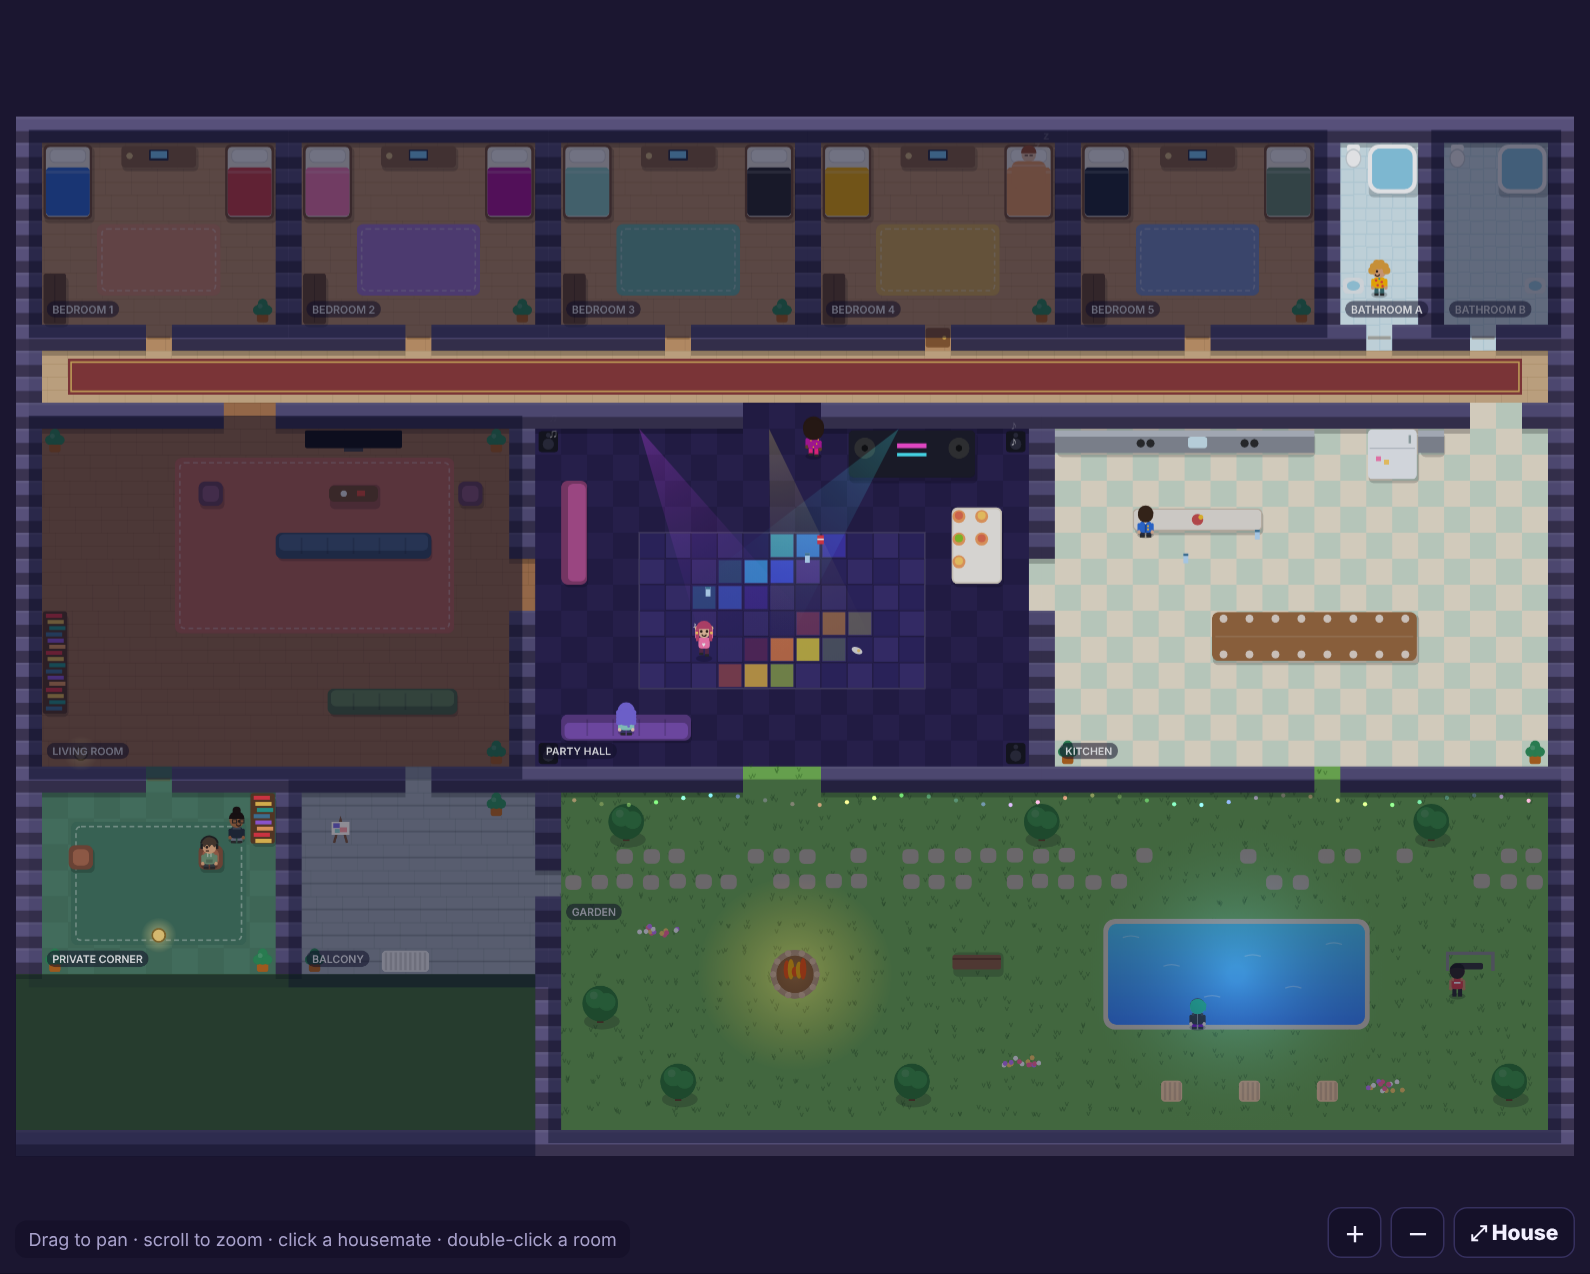 BEDROOM 1
BEDROOM 2
BEDROOM 3
BEDROOM 4
BEDROOM 5
BATHROOM A
BATHROOM B
LIVING ROOM
PARTY HALL
KITCHEN
PRIVATE CORNER
BALCONY
GARDEN
Drag to pan · scroll to zoom · click a housemate · double-click a room
+
−
⤢ House